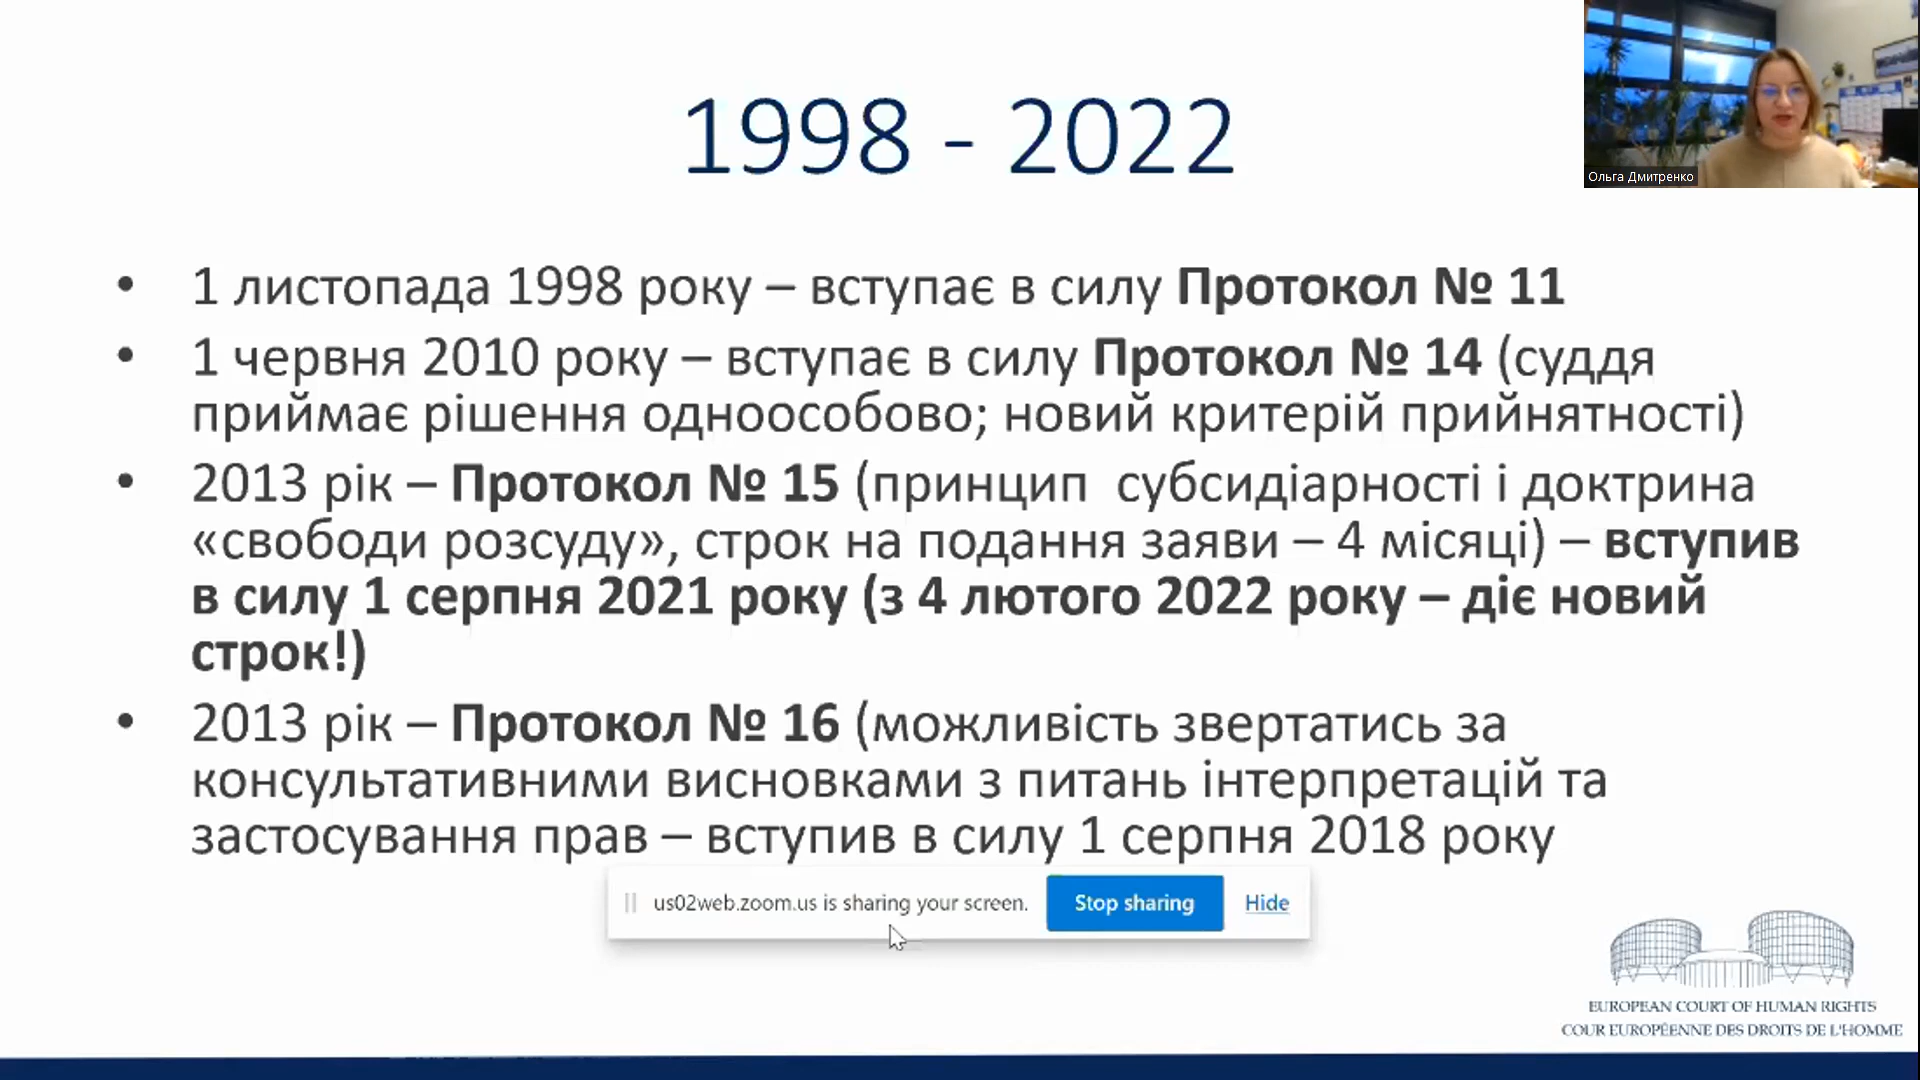 1998 - 2022
Ольга Дмитренко
• 1 листопада 1998 року – вступає в силу Протокол № 11
• 1 червня 2010 року – вступає в силу Протокол № 14 (суддя
приймає рішення одноособово; новий критерій прийнятності)
• 2013 рік – Протокол № 15 (принцип субсидіарності і доктрина
«свободи розсуду», строк на подання заяви – 4 місяці) – вступив
в силу 1 серпня 2021 року (з 4 лютого 2022 року – діє новий
строк!)
• 2013 рік – Протокол № 16 (можливість звертатись за
консультативними висновками з питань інтерпретацій та
застосування прав – вступив в силу 1 серпня 2018 року
us02web.zoom.us is sharing your screen. Stop sharing Hide
EUROPEAN COURT OF HUMAN RIGHTS
COUR EUROPÉENNE DES DROITS DE L'HOMME